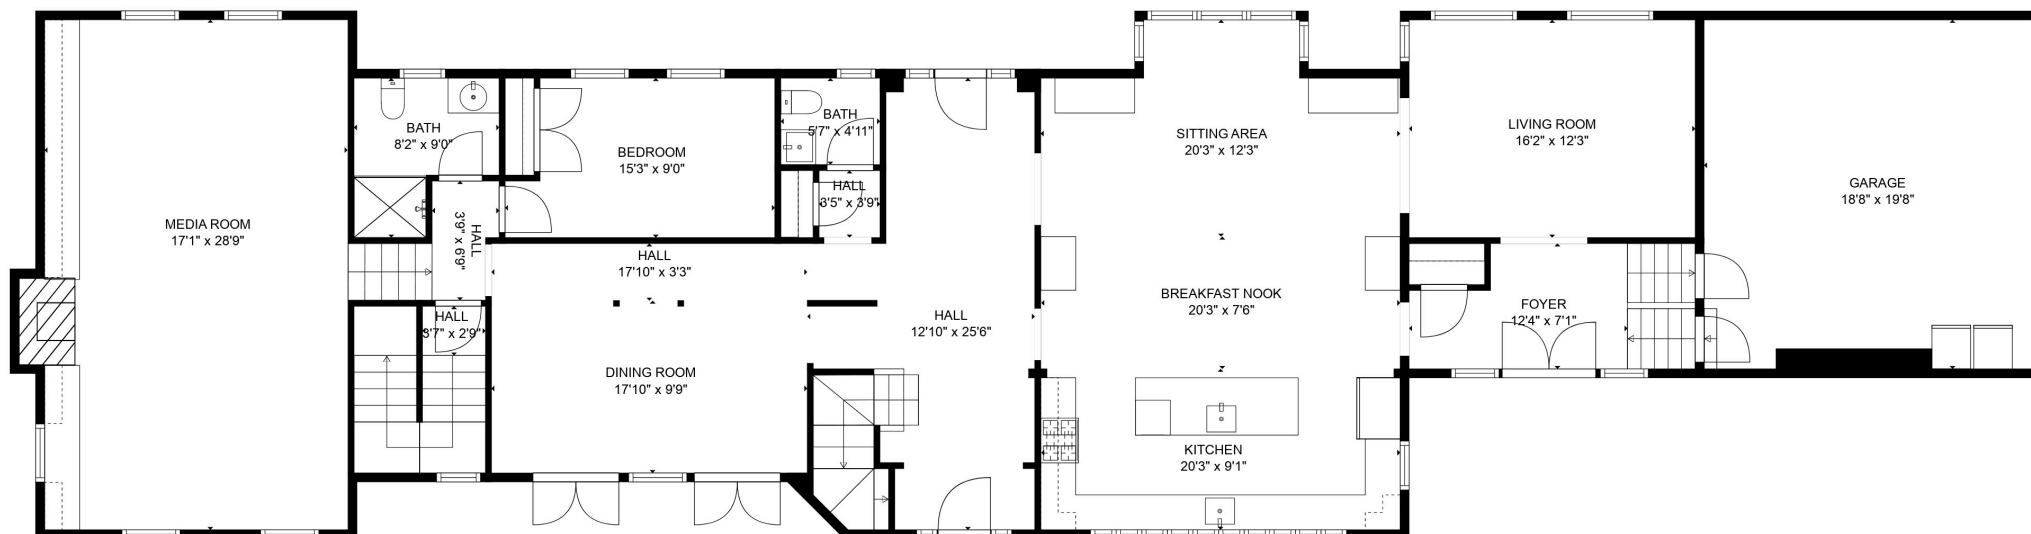 MEDIA ROOM
17'1" x 28'9"
BATH
8'2" x 9'0"
HALL
3'9" x 6'9"
HALL
3'7" x 2'9"
BEDROOM
15'3" x 9'0"
HALL
17'10" x 3'3"
DINING ROOM
17'10" x 9'9"
BATH
5'7" x 4'11"
HALL
3'5" x 3'9"
HALL
12'10" x 25'6"
SITTING AREA
20'3" x 12'3"
BREAKFAST NOOK
20'3" x 7'6"
KITCHEN
20'3" x 9'1"
LIVING ROOM
16'2" x 12'3"
FOYER
12'4" x 7'1"
GARAGE
18'8" x 19'8"